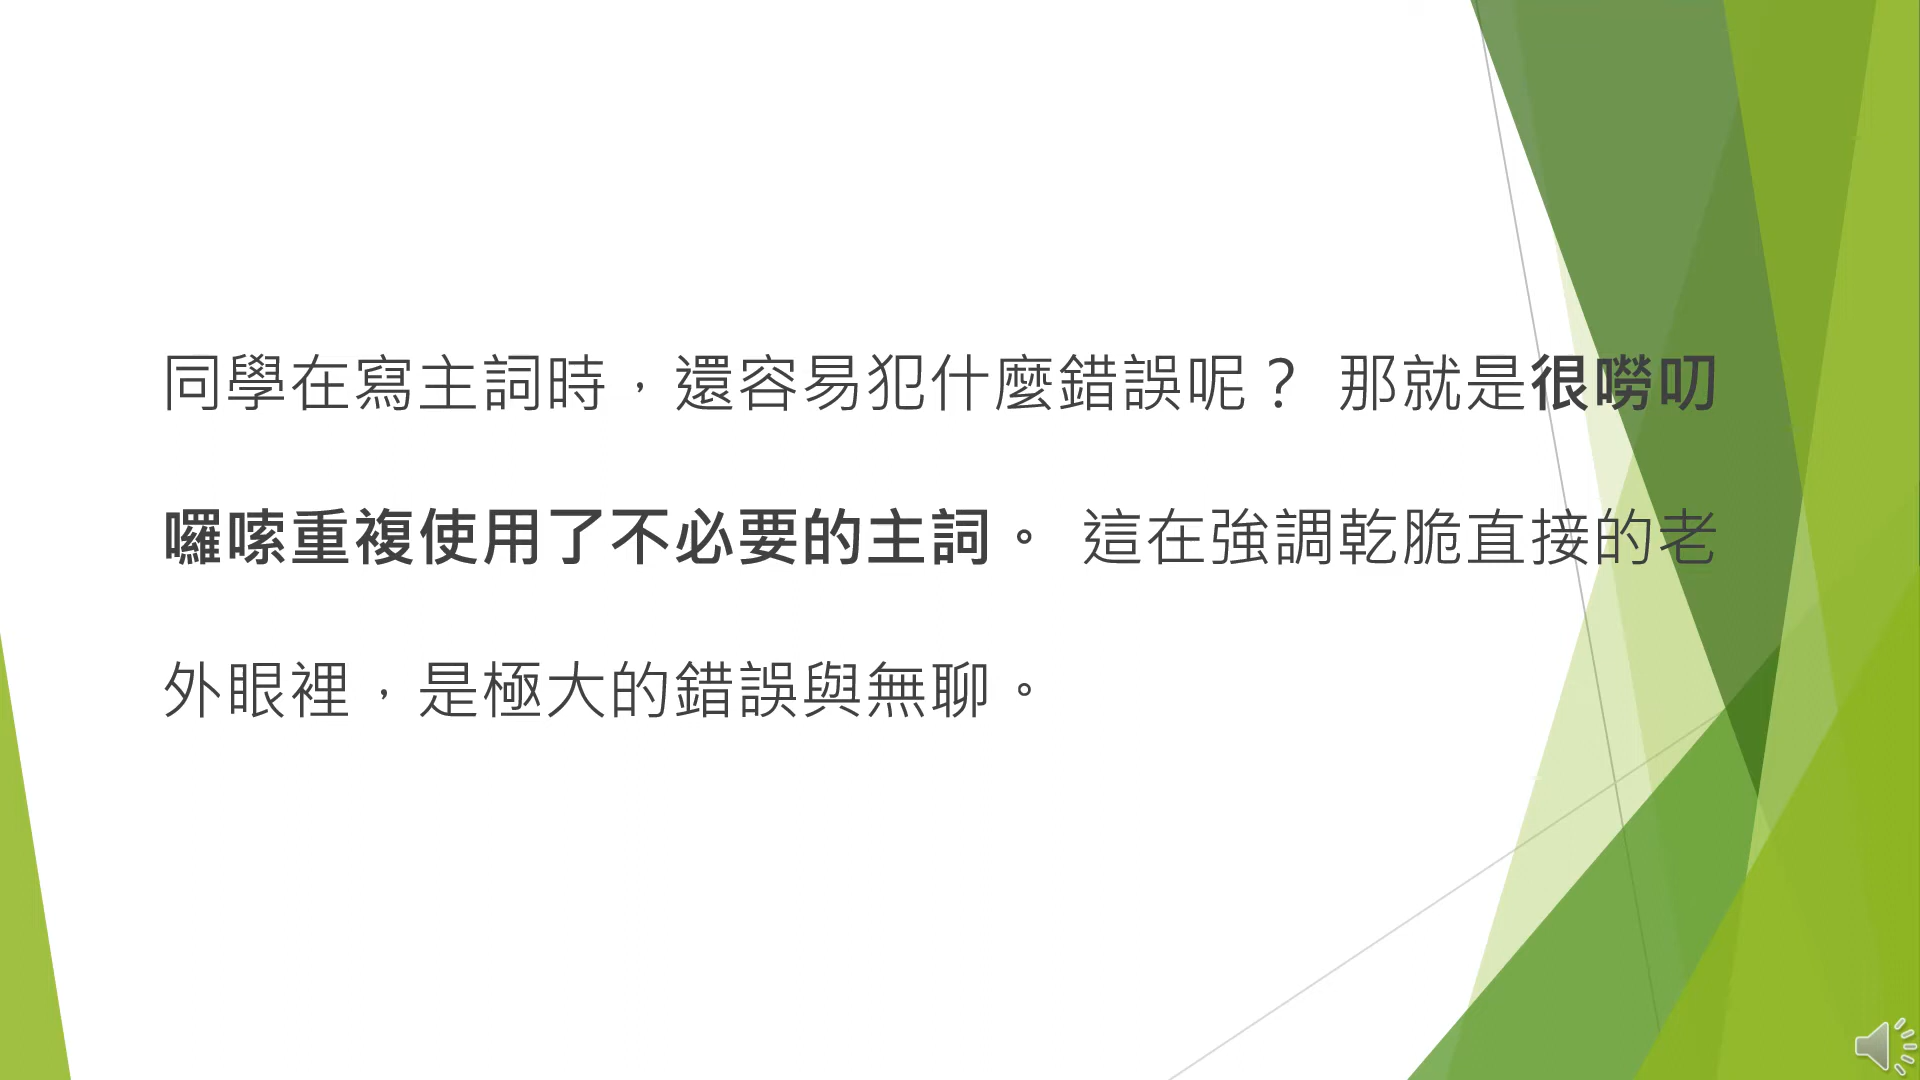 同學在寫主詞時，還容易犯什麼錯誤呢？ 那就是很嘮叨
囉嗦重複使用了不必要的主詞。 這在強調乾脆直接的老
外眼裡，是極大的錯誤與無聊。